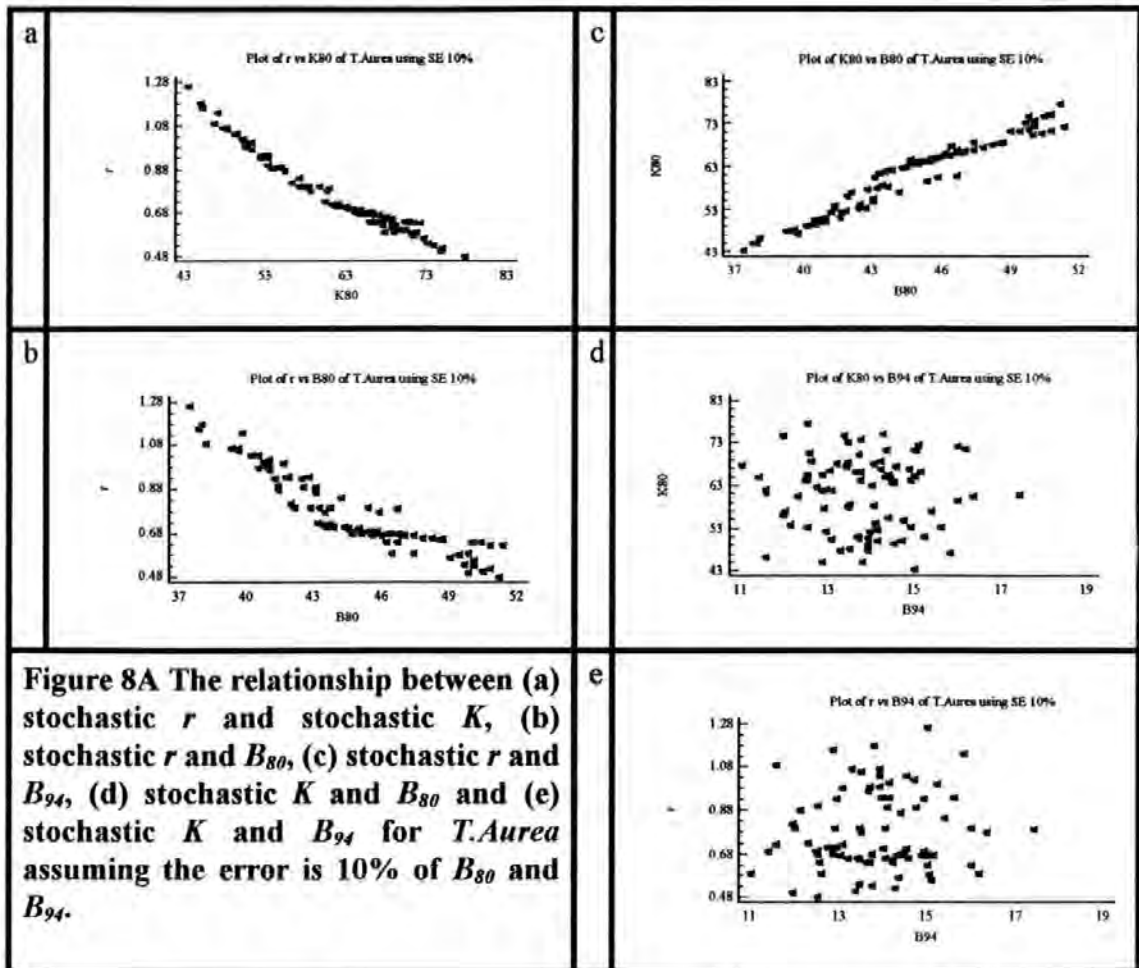 a
Plot of r vs K80 of T.Aurea using SE 10%
1.28
1.08
0.88
0.68
0.48
r
43 53 63 73 83
K80
c
Plot of K80 vs B80 of T.Aurea using SE 10%
83
73
63
53
43
K80
37 40 43 46 49 52
B80
b
Plot of r vs B80 of T.Aurea using SE 10%
1.28
1.08
0.88
0.68
0.48
r
37 40 43 46 49 52
B80
d
Plot of K80 vs B94 of T.Aurea using SE 10%
83
73
63
53
43
K80
11 13 15 17 19
B94
Figure 8A The relationship between (a)
stochastic r and stochastic K, (b)
stochastic r and B80, (c) stochastic r and
B94, (d) stochastic K and B80 and (e)
stochastic K and B94 for T.Aurea
assuming the error is 10% of B80 and
B94.
e
Plot of r vs B94 of T.Aurea using SE 10%
1.28
1.08
0.88
0.68
0.48
r
11 13 15 17 19
B94